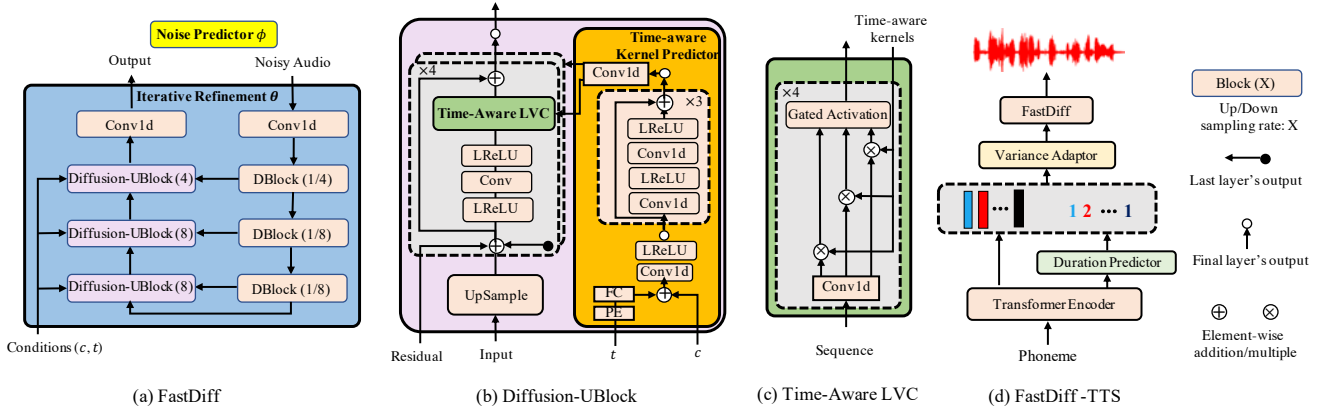 Noise Predictor ϕ
Output
Noisy Audio
Iterative Refinement θ
Conv1d
Conv1d
Diffusion-UBlock (4)
DBlock (1/4)
Diffusion-UBlock (8)
DBlock (1/8)
Diffusion-UBlock (8)
DBlock (1/8)
Conditions (c, t)
(a) FastDiff
×4
Time-Aware LVC
LReLU
Conv
LReLU
UpSample
Residual
Input
Time-aware
Kernel Predictor
Conv1d
×3
LReLU
Conv1d
LReLU
Conv1d
LReLU
Conv1d
FC
PE
t
c
(b) Diffusion-UBlock
Time-aware
kernels
×4
Gated Activation
Conv1d
Sequence
(c) Time-Aware LVC
FastDiff
Variance Adaptor
1 2 ··· 1
···
Duration Predictor
Transformer Encoder
Phoneme
(d) FastDiff -TTS
Block (X)
Up/Down
sampling rate: X
Last layer's output
Final layer's output
Element-wise
addition/multiple